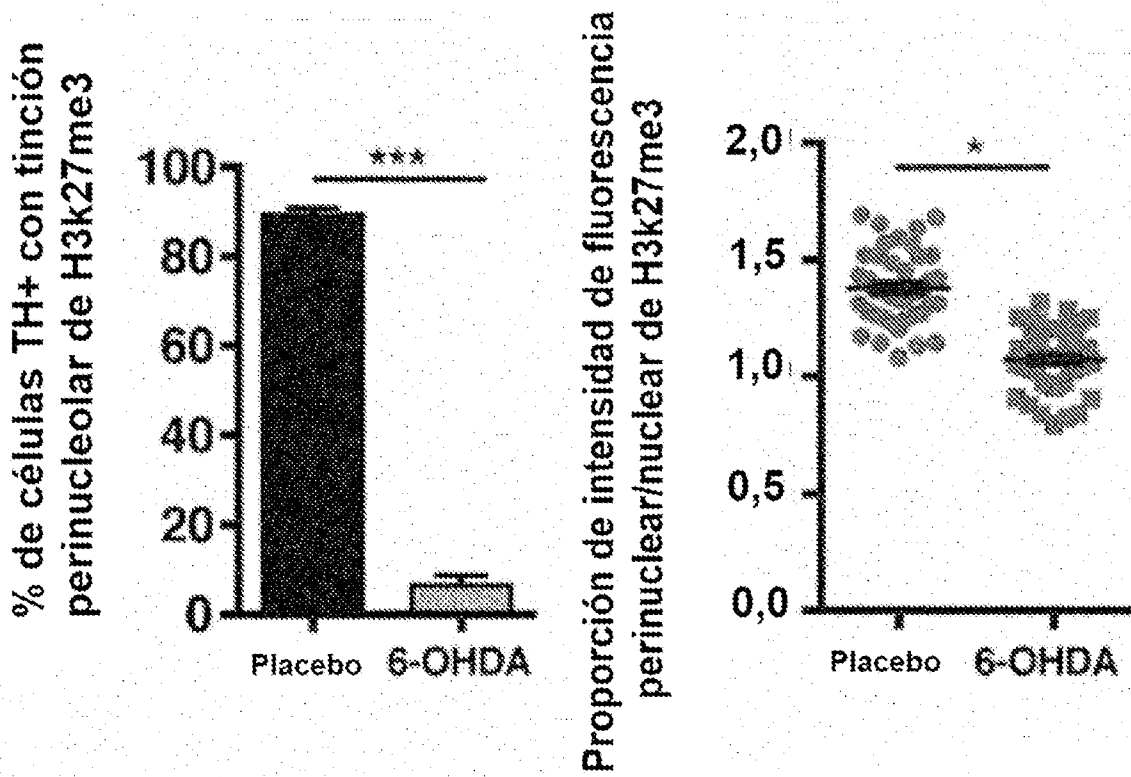 % de células TH+ con tinción
perinucleolar de H3k27me3
100
80
60
40
20
0
***
Placebo
6-OHDA
Proporción de intensidad de fluorescencia
perinuclear/nuclear de H3k27me3
2,0
1,5
1,0
0,5
0,0
*
Placebo
6-OHDA